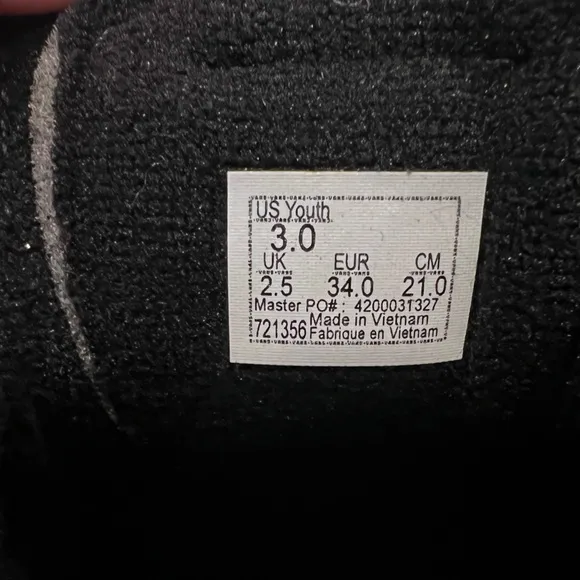 US Youth
3.0
UK EUR CM
2.5 34.0 21.0
Master PO# : 4200031327
721356 Made in Vietnam
Fabrique en Vietnam